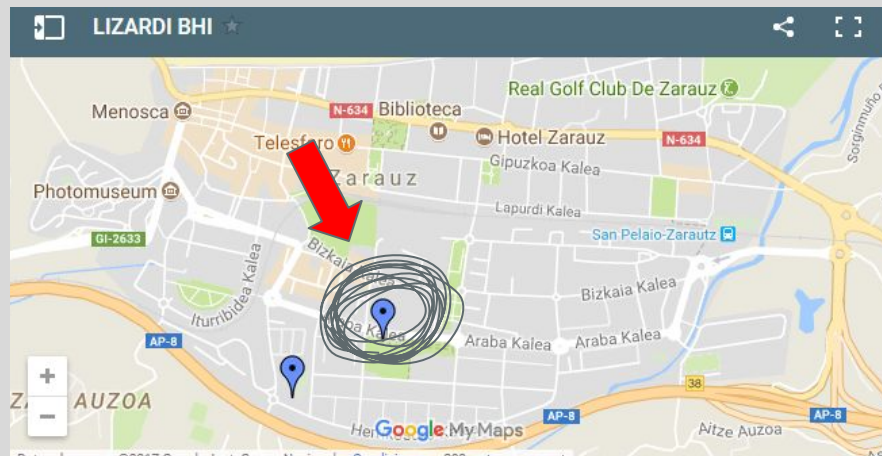 LIZARDI BHI
Real Golf Club De Zarauz
Menosca
N-634
Biblioteca
Telesforo
Hotel Zarauz
N-634
Gipuzkoa Kalea
Zarauz
Photomuseum
Lapurdi Kalea
San Pelaio-Zarautz
GI-2633
Bizkaia Kalea
Iturribidea Kalea
Bizkaia Kalea
Kalea
AP-8
Araba Kalea
Araba Kalea
+
38
AUZOA
−
Google My Maps
AP-8
AP-8
Aitze Auzoa